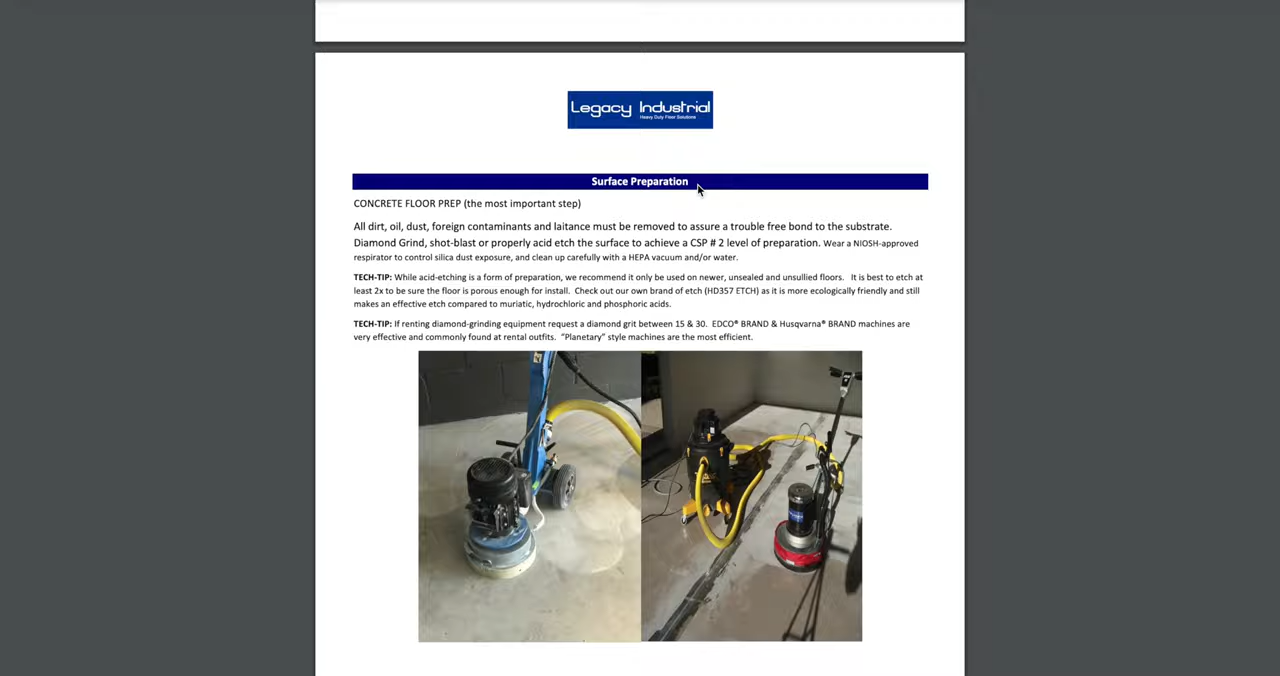 Legacy Industrial
Heavy Duty Floor Solutions
Surface Preparation
CONCRETE FLOOR PREP (the most important step)
All dirt, oil, dust, foreign contaminants and laitance must be removed to assure a trouble free bond to the substrate.
Diamond Grind, shot-blast or properly acid etch the surface to achieve a CSP # 2 level of preparation. Wear a NIOSH-approved
respirator to control silica dust exposure, and clean up carefully with a HEPA vacuum and/or water.
TECH-TIP: While acid-etching is a form of preparation, we recommend it only be used on newer, unsealed and unsullied floors. It is best to etch at
least 2x to be sure the floor is porous enough for install. Check out our own brand of etch (HD357 ETCH) as it is more ecologically friendly and still
makes an effective etch compared to muriatic, hydrochloric and phosphoric acids.
TECH-TIP: If renting diamond-grinding equipment request a diamond grit between 15 & 30. EDCO® BRAND & Husqvarna® BRAND machines are
very effective and commonly found at rental outfits. "Planetary" style machines are the most efficient.